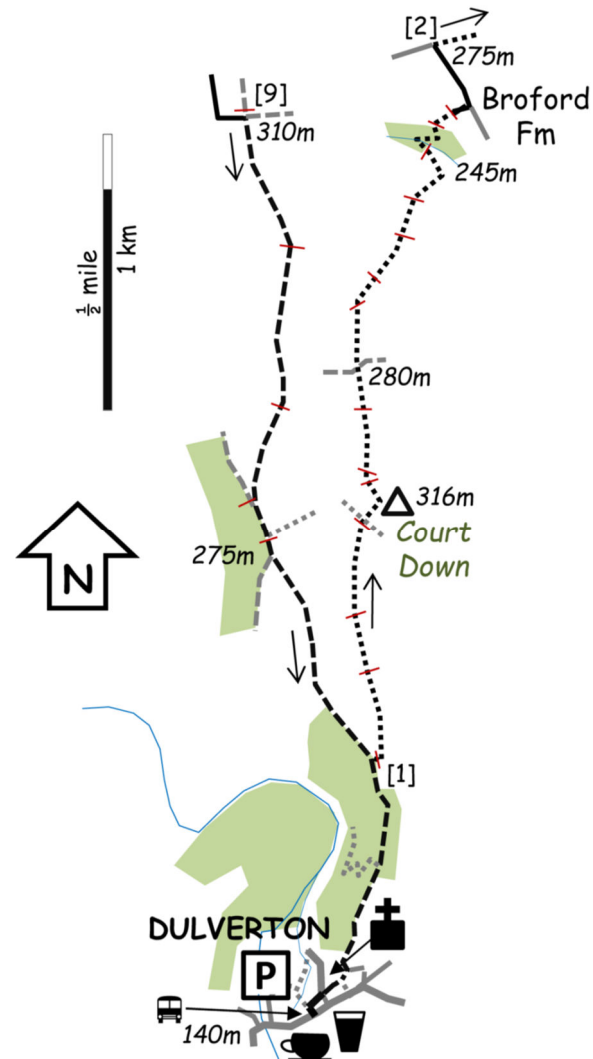 [2]
275m
[9]
310m
Broford
Fm
245m
½ mile
1 km
280m
316m
Court
Down
275m
N
[1]
DULVERTON
P
140m